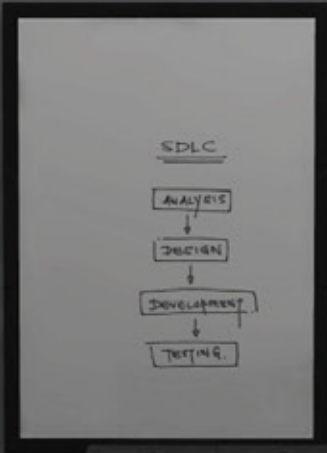 SDLC
ANALYSIS
DESIGN
DEVELOPMENT
TESTING.